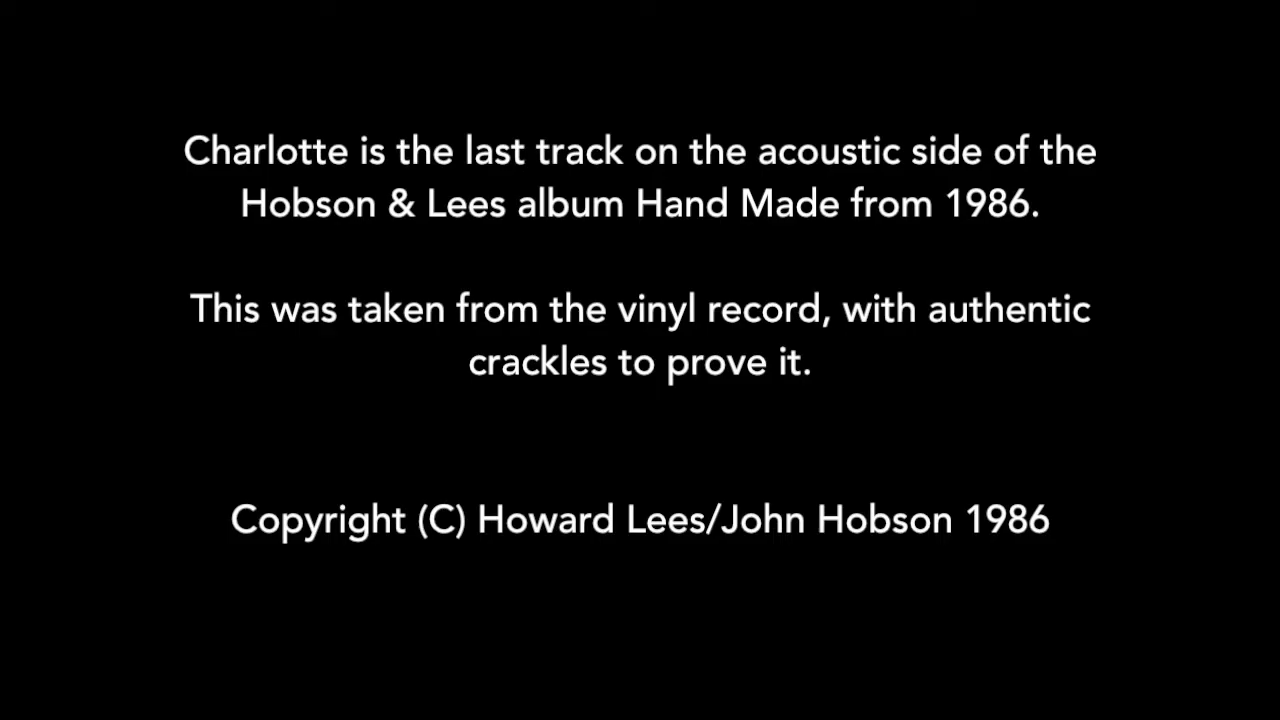 Charlotte is the last track on the acoustic side of the
Hobson & Lees album Hand Made from 1986.
This was taken from the vinyl record, with authentic
crackles to prove it.
Copyright (C) Howard Lees/John Hobson 1986